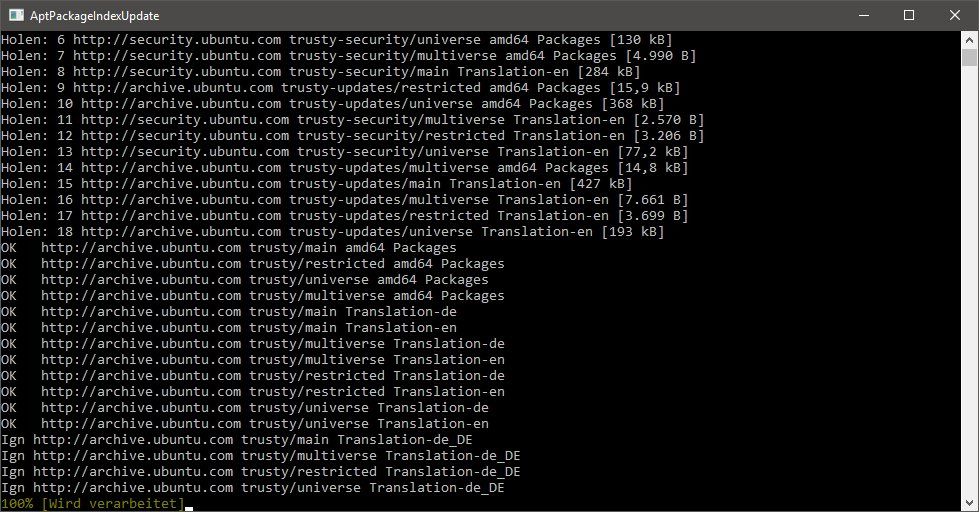 AptPackageIndexUpdate
Holen: 6 http://security.ubuntu.com trusty-security/universe amd64 Packages [130 kB]
Holen: 7 http://security.ubuntu.com trusty-security/multiverse amd64 Packages [4.990 B]
Holen: 8 http://security.ubuntu.com trusty-security/main Translation-en [284 kB]
Holen: 9 http://archive.ubuntu.com trusty-updates/restricted amd64 Packages [15,9 kB]
Holen: 10 http://archive.ubuntu.com trusty-updates/universe amd64 Packages [368 kB]
Holen: 11 http://security.ubuntu.com trusty-security/multiverse Translation-en [2.570 B]
Holen: 12 http://security.ubuntu.com trusty-security/restricted Translation-en [3.206 B]
Holen: 13 http://security.ubuntu.com trusty-security/universe Translation-en [77,2 kB]
Holen: 14 http://archive.ubuntu.com trusty-updates/multiverse amd64 Packages [14,8 kB]
Holen: 15 http://archive.ubuntu.com trusty-updates/main Translation-en [427 kB]
Holen: 16 http://archive.ubuntu.com trusty-updates/multiverse Translation-en [7.661 B]
Holen: 17 http://archive.ubuntu.com trusty-updates/restricted Translation-en [3.699 B]
Holen: 18 http://archive.ubuntu.com trusty-updates/universe Translation-en [193 kB]
OK   http://archive.ubuntu.com trusty/main amd64 Packages
OK   http://archive.ubuntu.com trusty/restricted amd64 Packages
OK   http://archive.ubuntu.com trusty/universe amd64 Packages
OK   http://archive.ubuntu.com trusty/multiverse amd64 Packages
OK   http://archive.ubuntu.com trusty/main Translation-de
OK   http://archive.ubuntu.com trusty/main Translation-en
OK   http://archive.ubuntu.com trusty/multiverse Translation-de
OK   http://archive.ubuntu.com trusty/multiverse Translation-en
OK   http://archive.ubuntu.com trusty/restricted Translation-de
OK   http://archive.ubuntu.com trusty/restricted Translation-en
OK   http://archive.ubuntu.com trusty/universe Translation-de
OK   http://archive.ubuntu.com trusty/universe Translation-en
Ign http://archive.ubuntu.com trusty/main Translation-de_DE
Ign http://archive.ubuntu.com trusty/multiverse Translation-de_DE
Ign http://archive.ubuntu.com trusty/restricted Translation-de_DE
Ign http://archive.ubuntu.com trusty/universe Translation-de_DE
100% [Wird verarbeitet]